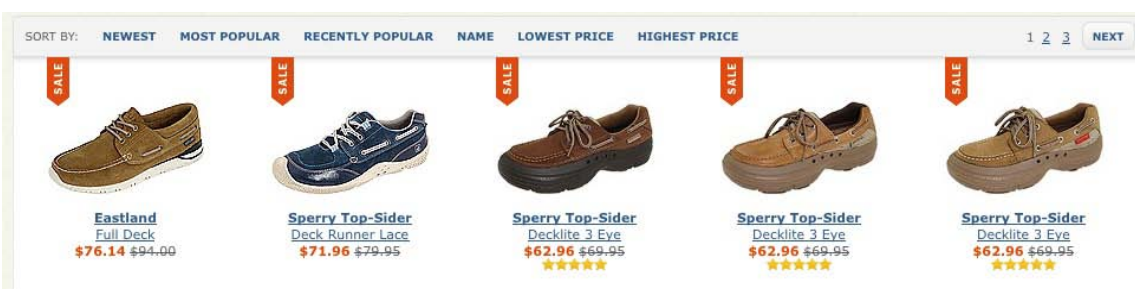 SORT BY: NEWEST MOST POPULAR RECENTLY POPULAR NAME LOWEST PRICE HIGHEST PRICE 1 2 3 NEXT
SALE SALE SALE SALE SALE
Eastland Sperry Top-Sider Sperry Top-Sider Sperry Top-Sider Sperry Top-Sider
Full Deck Deck Runner Lace Decklite 3 Eye Decklite 3 Eye Decklite 3 Eye
$76.14 $94.00 $71.96 $79.95 $62.96 $69.95 $62.96 $69.95 $62.96 $69.95